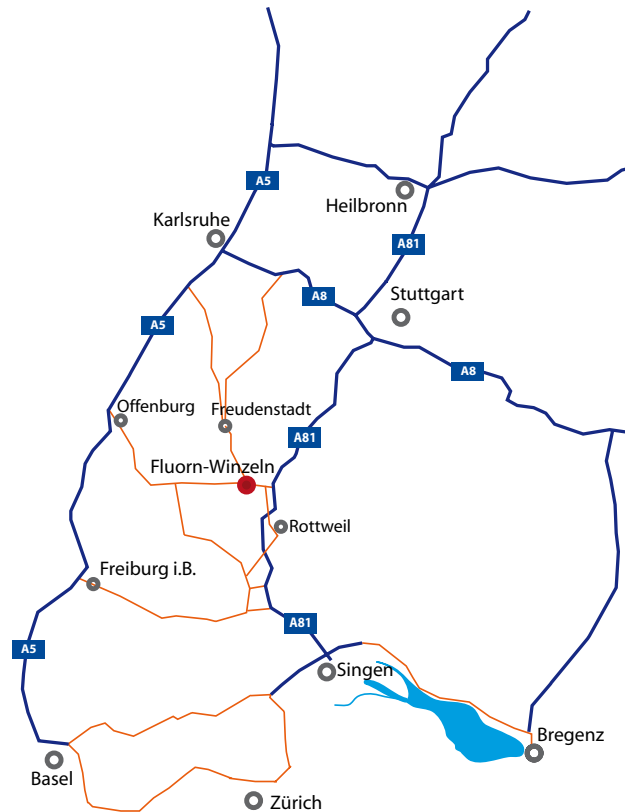 A5
Heilbronn
Karlsruhe
A81
A8
Stuttgart
A5
A8
Offenburg
Freudenstadt
A81
Fluorn-Winzeln
Rottweil
Freiburg i.B.
A81
A5
Singen
Bregenz
Basel
Zürich